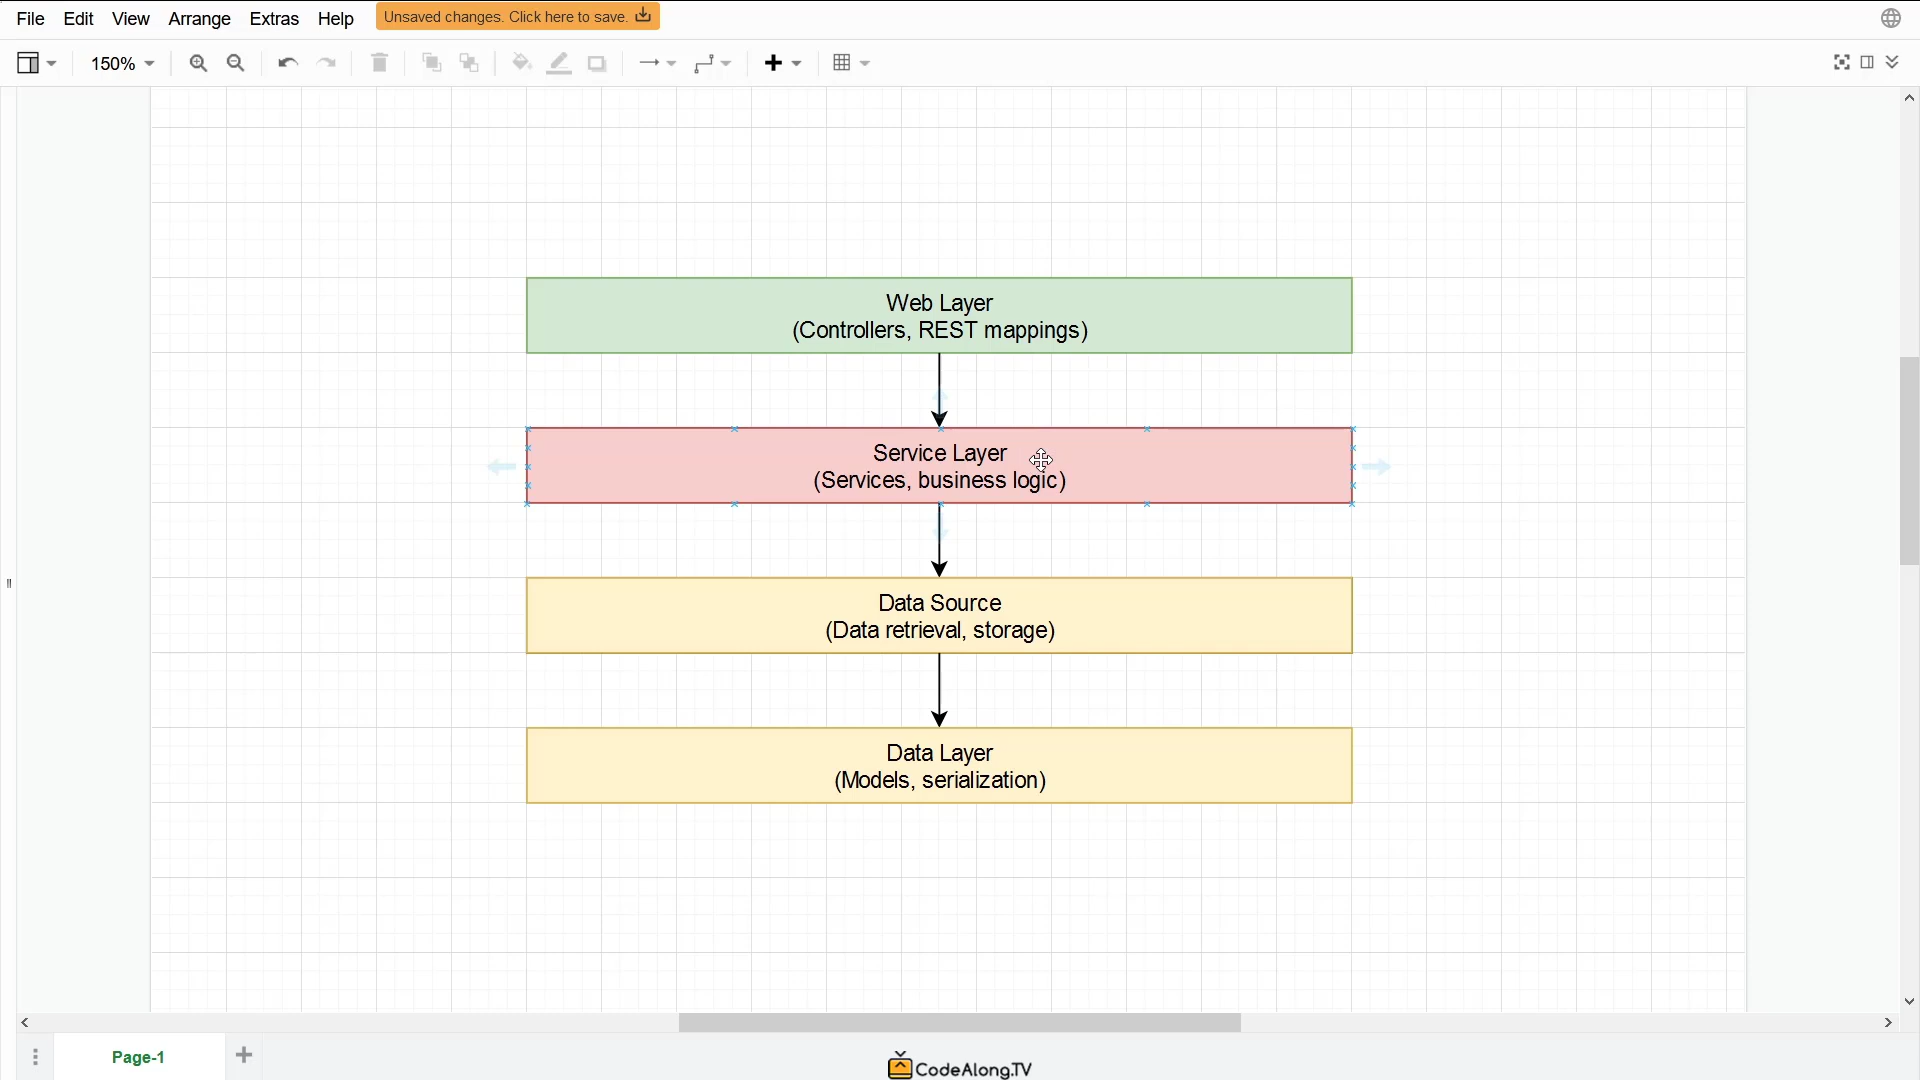 File Edit View Arrange Extras Help Unsaved changes. Click here to save.
150%
Web Layer
(Controllers, REST mappings)
Service Layer
(Services, business logic)
Data Source
(Data retrieval, storage)
Data Layer
(Models, serialization)
Page-1
CodeAlong.TV